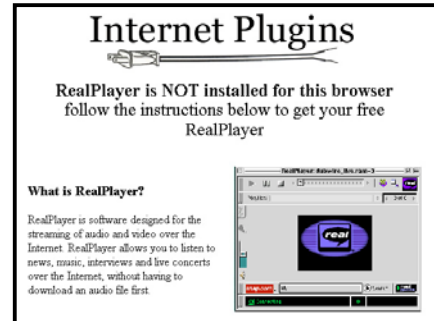 Internet Plugins
RealPlayer is NOT installed for this browser
follow the instructions below to get your free
RealPlayer
What is RealPlayer?
RealPlayer is software designed for the
streaming of audio and video over the
Internet. RealPlayer allows you to listen to
news, music, interviews and live concerts
over the Internet, without having to
download an audio file first.
real
snap.com